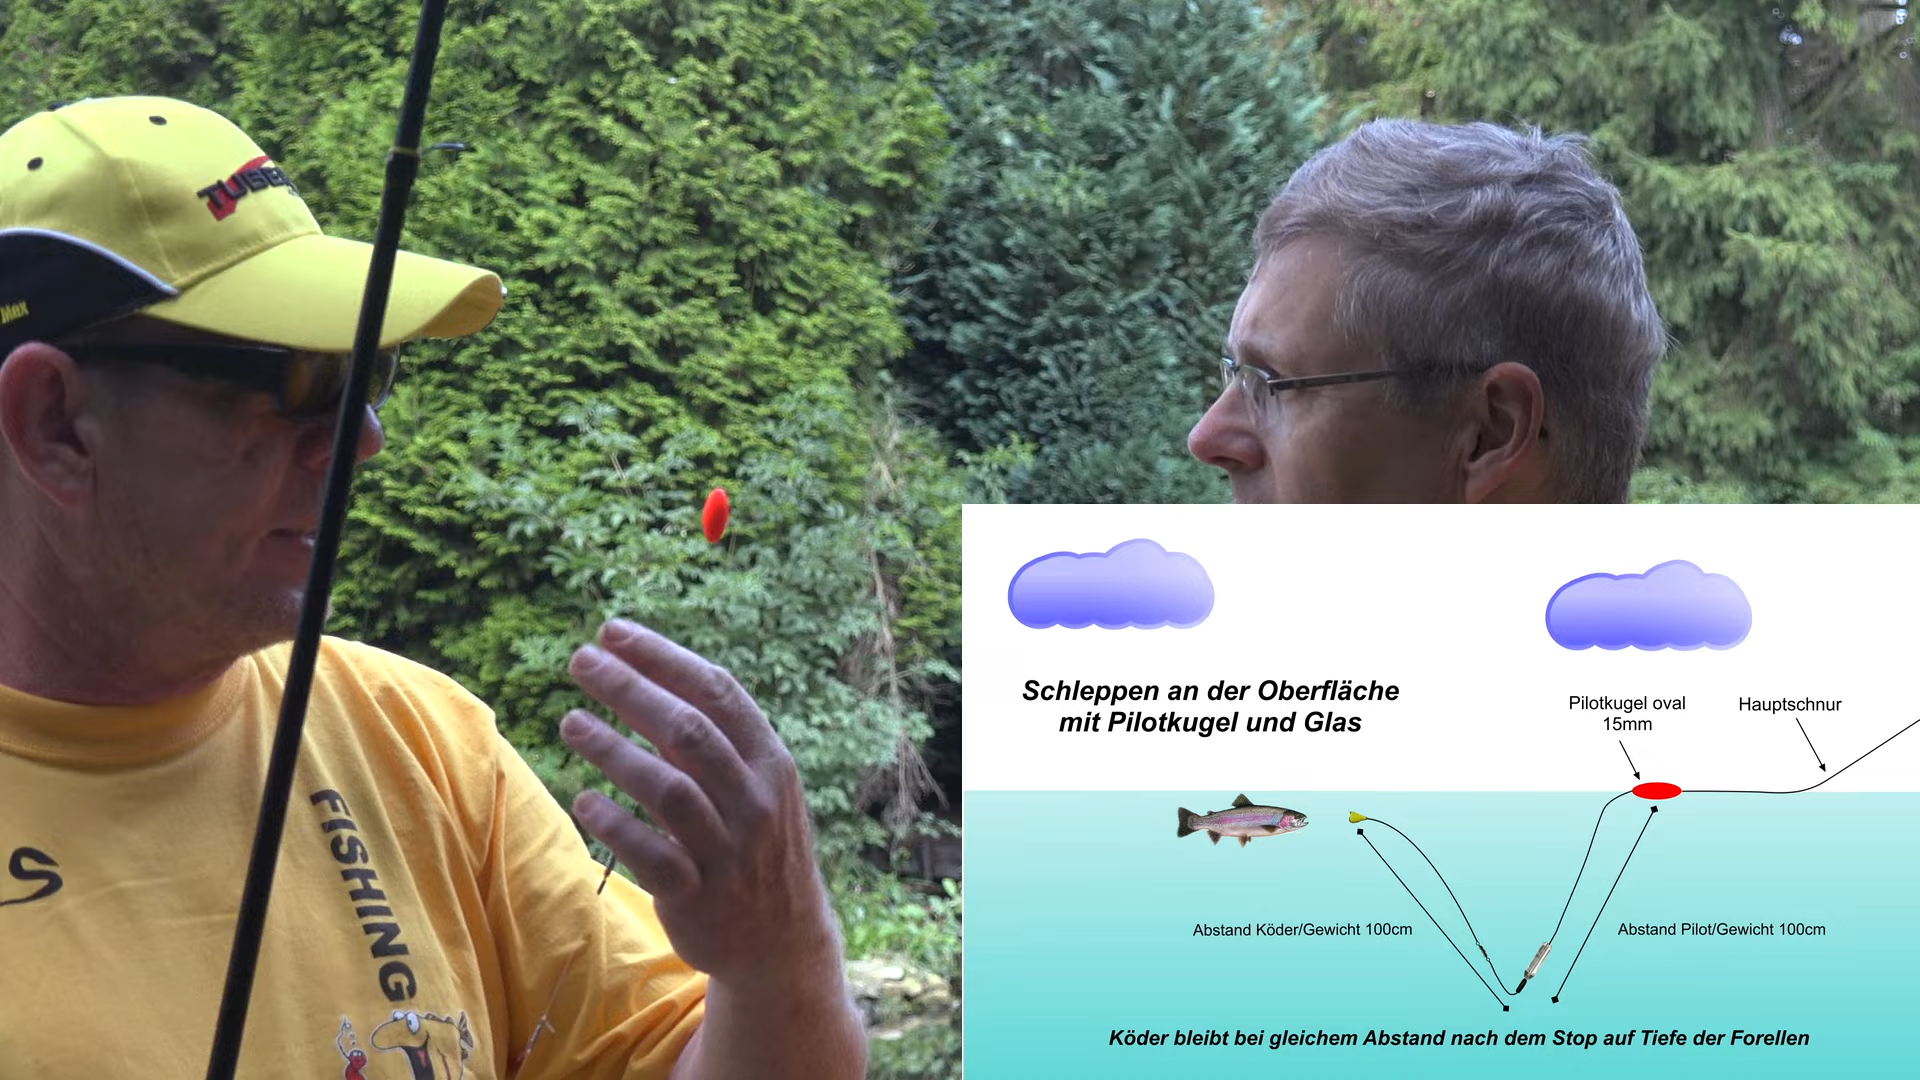 Max
FISHING
S
Schleppen an der Oberfläche
mit Pilotkugel und Glas
Pilotkugel oval
15mm
Hauptschnur
Abstand Köder/Gewicht 100cm
Abstand Pilot/Gewicht 100cm
Köder bleibt bei gleichem Abstand nach dem Stop auf Tiefe der Forellen